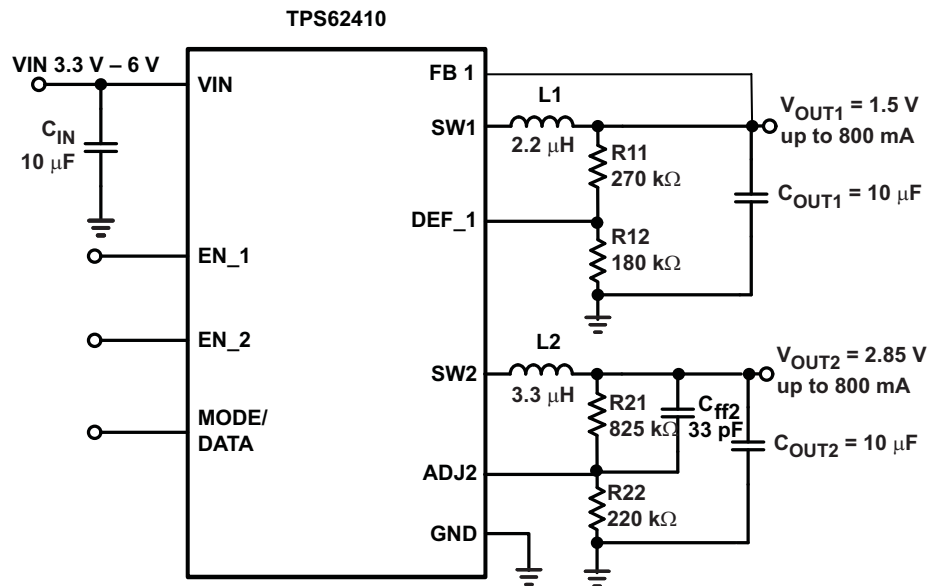 TPS62410
VIN 3.3 V – 6 V
VIN
C_IN
10 μF
EN_1
EN_2
MODE/
DATA
FB 1
SW1
DEF_1
SW2
ADJ2
GND
L1
2.2 μH
R11
270 kΩ
R12
180 kΩ
V_OUT1 = 1.5 V
up to 800 mA
C_OUT1 = 10 μF
L2
3.3 μH
R21
825 kΩ
C_ff2
33 pF
R22
220 kΩ
V_OUT2 = 2.85 V
up to 800 mA
C_OUT2 = 10 μF